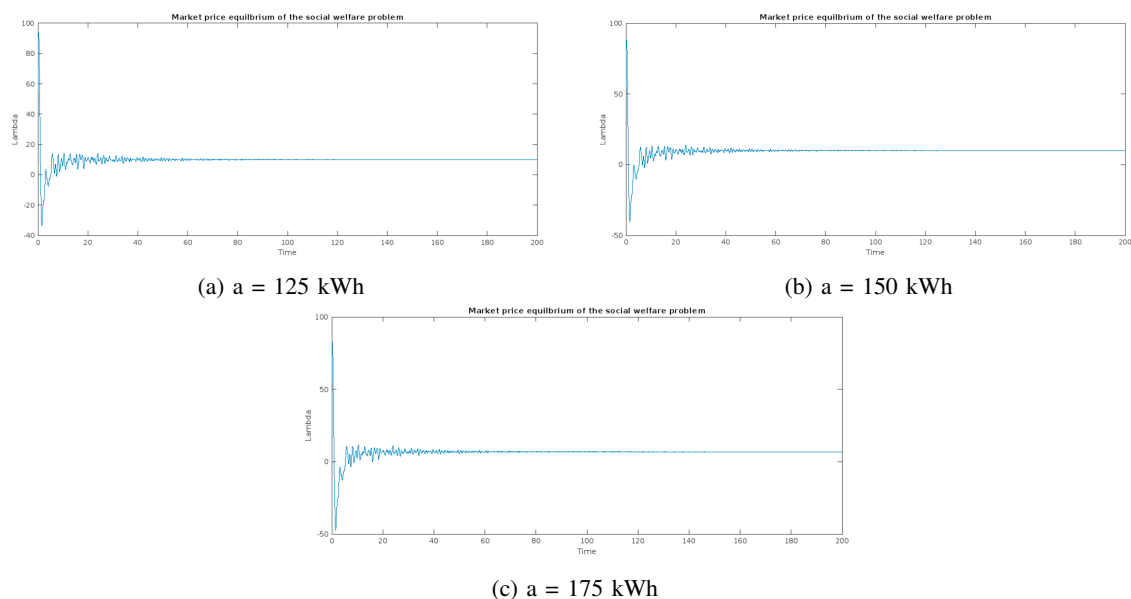 Market price equilbrium of the social welfare problem
100
80
60
40
20
0
-20
-40
Lambda
0 20 40 60 80 100 120 140 160 180 200
Time
(a) a = 125 kWh
Market price equilbrium of the social welfare problem
100
50
0
-50
Lambda
0 20 40 60 80 100 120 140 160 180 200
Time
(b) a = 150 kWh
Market price equilbrium of the social welfare problem
100
50
0
-50
Lambda
0 20 40 60 80 100 120 140 160 180 200
Time
(c) a = 175 kWh